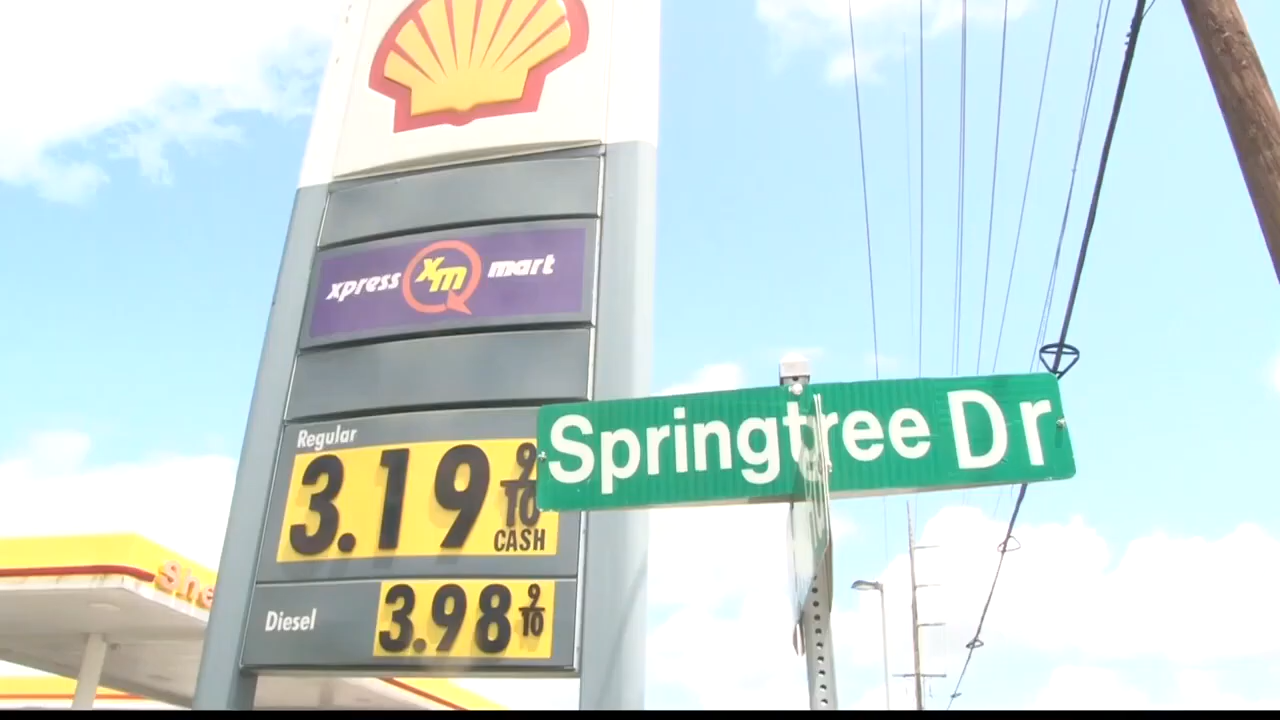 xpress xm mart
Regular
3.19 9/10
CASH
Springtree Dr
Diesel
3.98 9/10
She